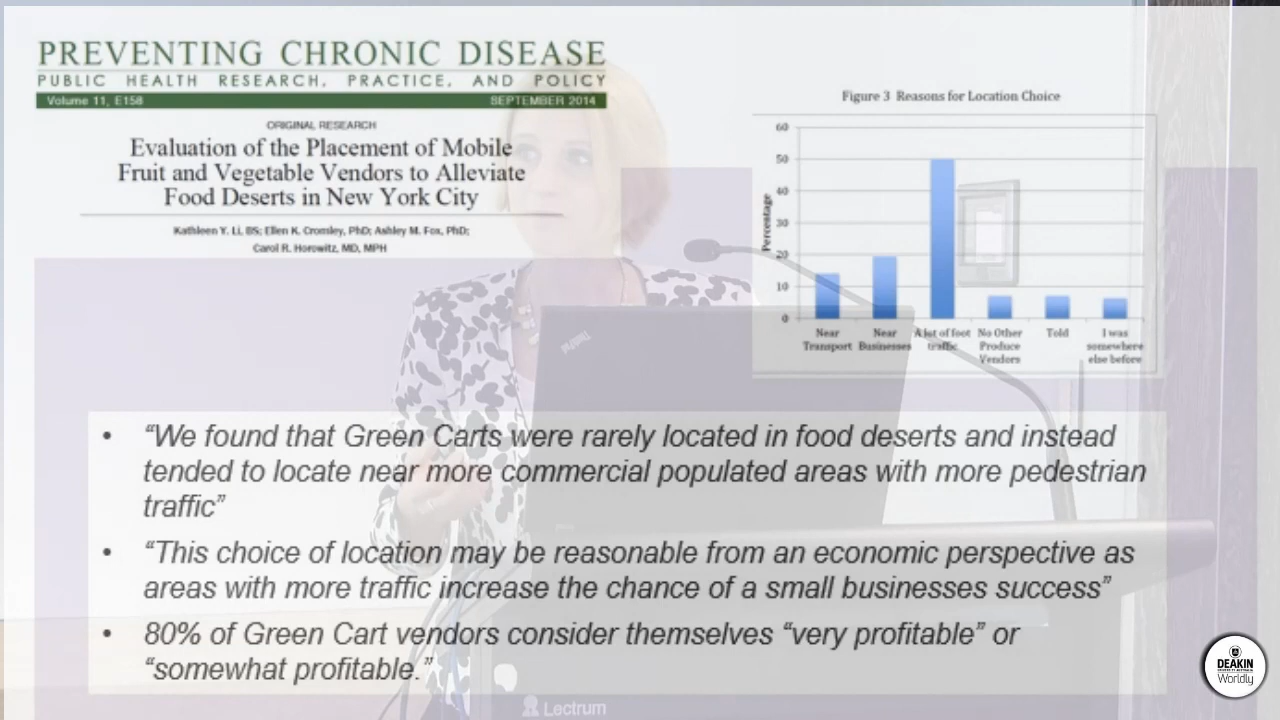 PREVENTING CHRONIC DISEASE
PUBLIC HEALTH RESEARCH, PRACTICE, AND POLICY
Volume 11, E158 SEPTEMBER 2014
ORIGINAL RESEARCH
Evaluation of the Placement of Mobile
Fruit and Vegetable Vendors to Alleviate
Food Deserts in New York City
Kathleen Y. Li, BS; Ellen K. Cromley, PhD; Ashley M. Fox, PhD;
Carol R. Horowitz, MD, MPH
Figure 3 Reasons for Location Choice
60
50
40
30
20
10
0
Percentage
Near Transport
Near Businesses
A lot of foot traffic
No Other Produce Vendors
Told
I was somewhere else before
ThinkPad
• “We found that Green Carts were rarely located in food deserts and instead
tended to locate near more commercial populated areas with more pedestrian
traffic”
• “This choice of location may be reasonable from an economic perspective as
areas with more traffic increase the chance of a small businesses success”
• 80% of Green Cart vendors consider themselves “very profitable” or
“somewhat profitable.”
Lectrum
DEAKIN
Worldly